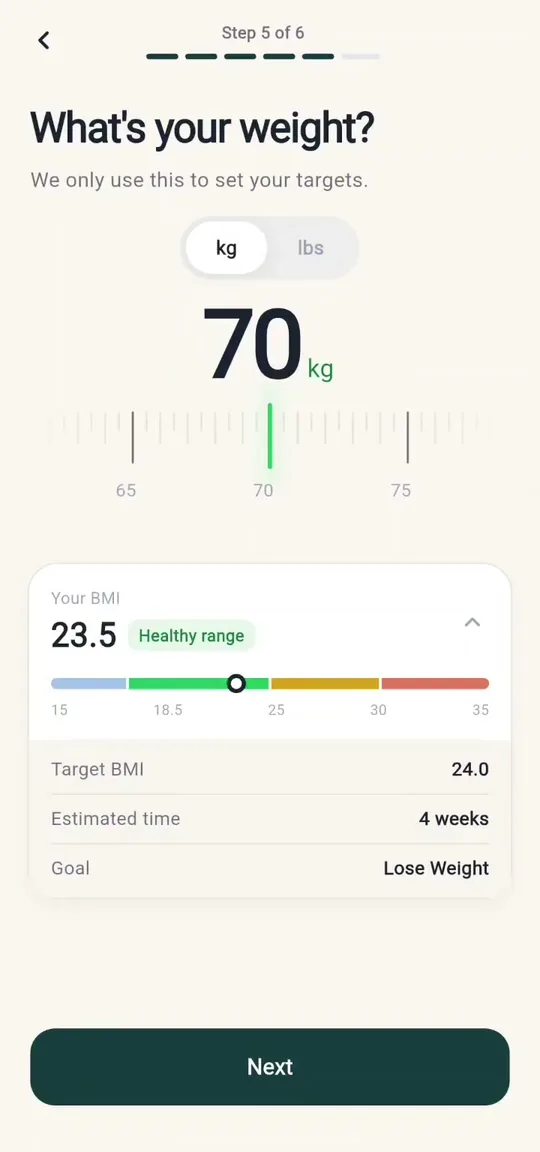 Step 5 of 6
What's your weight?
We only use this to set your targets.
kg lbs
70 kg
65 70 75
Your BMI
23.5 Healthy range
15 18.5 25 30 35
Target BMI 24.0
Estimated time 4 weeks
Goal Lose Weight
Next